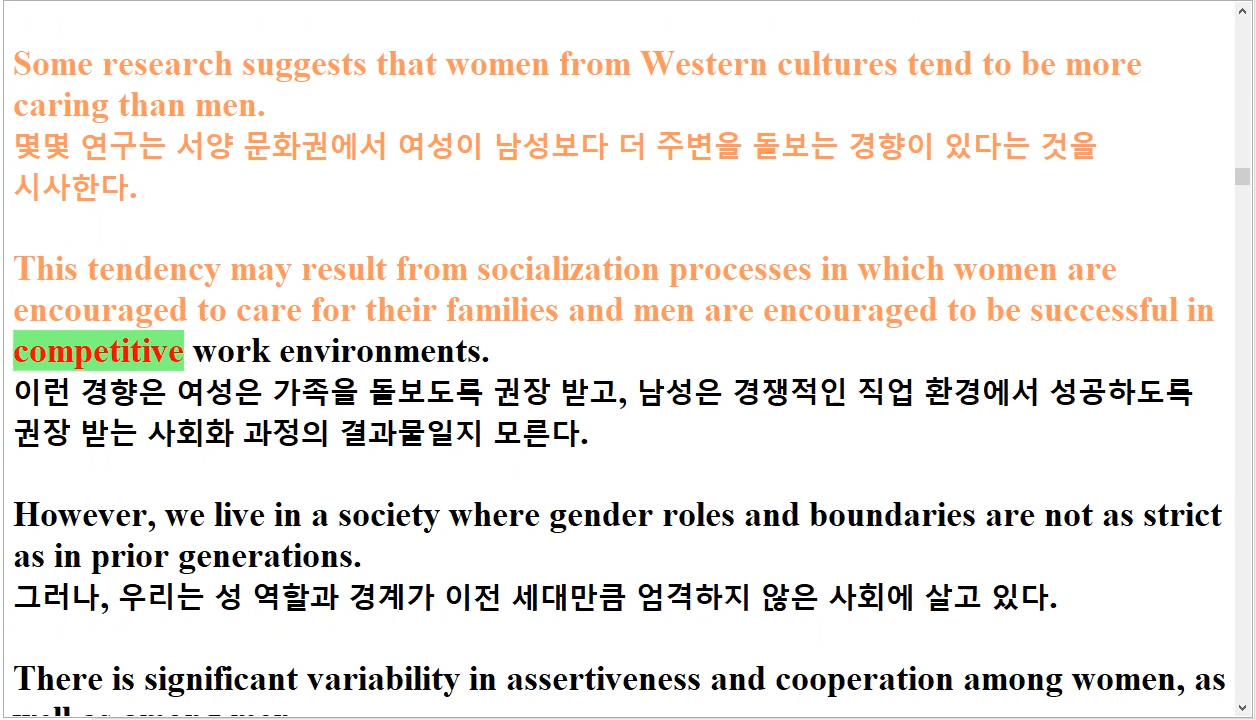 Some research suggests that women from Western cultures tend to be more
caring than men.
몇몇 연구는 서양 문화권에서 여성이 남성보다 더 주변을 돌보는 경향이 있다는 것을
시사한다.
This tendency may result from socialization processes in which women are
encouraged to care for their families and men are encouraged to be successful in
competitive work environments.
이런 경향은 여성은 가족을 돌보도록 권장 받고, 남성은 경쟁적인 직업 환경에서 성공하도록
권장 받는 사회화 과정의 결과물일지 모른다.
However, we live in a society where gender roles and boundaries are not as strict
as in prior generations.
그러나, 우리는 성 역할과 경계가 이전 세대만큼 엄격하지 않은 사회에 살고 있다.
There is significant variability in assertiveness and cooperation among women, as
well as among men